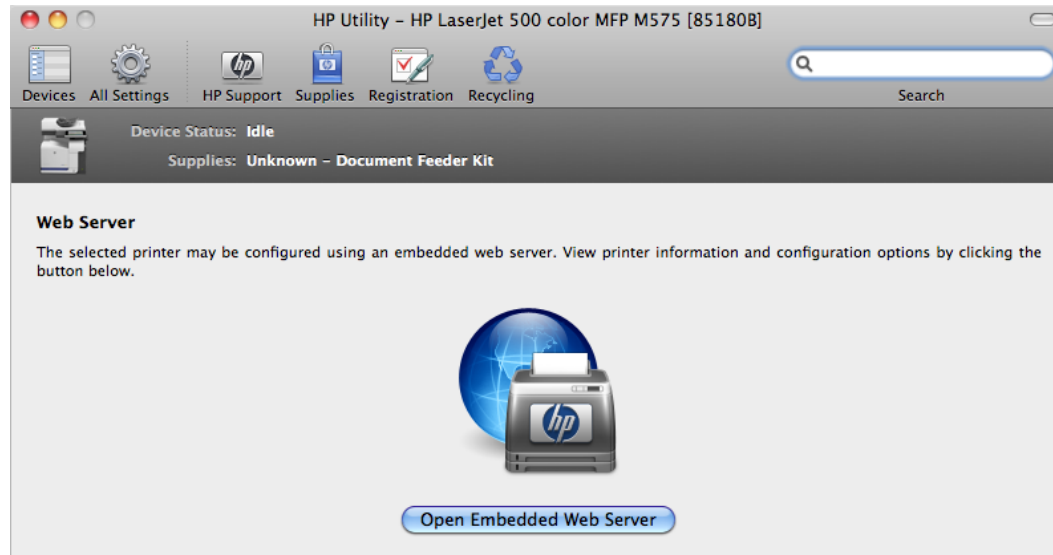 HP Utility – HP LaserJet 500 color MFP M575 [85180B]
Devices All Settings HP Support Supplies Registration Recycling Search
Device Status: Idle
Supplies: Unknown – Document Feeder Kit
Web Server
The selected printer may be configured using an embedded web server. View printer information and configuration options by clicking the
button below.
hp
Open Embedded Web Server